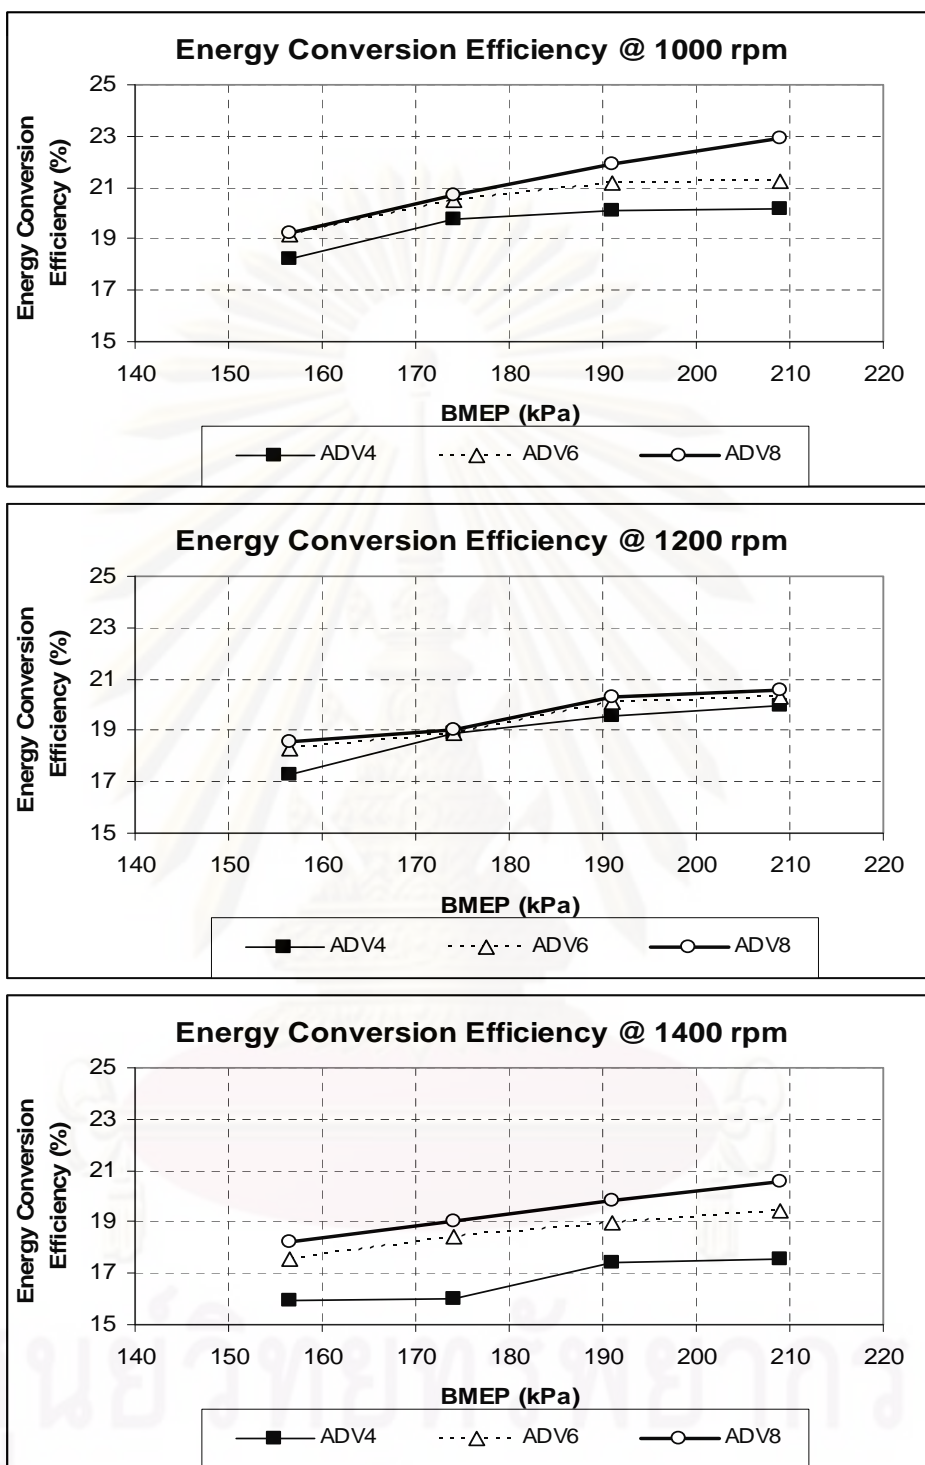 Energy Conversion Efficiency @ 1000 rpm
Energy Conversion
Efficiency (%)
25
23
21
19
17
15
140 150 160 170 180 190 200 210 220
BMEP (kPa)
ADV4 ADV6 ADV8
Energy Conversion Efficiency @ 1200 rpm
Energy Conversion
Efficiency (%)
25
23
21
19
17
15
140 150 160 170 180 190 200 210 220
BMEP (kPa)
ADV4 ADV6 ADV8
Energy Conversion Efficiency @ 1400 rpm
Energy Conversion
Efficiency (%)
25
23
21
19
17
15
140 150 160 170 180 190 200 210 220
BMEP (kPa)
ADV4 ADV6 ADV8